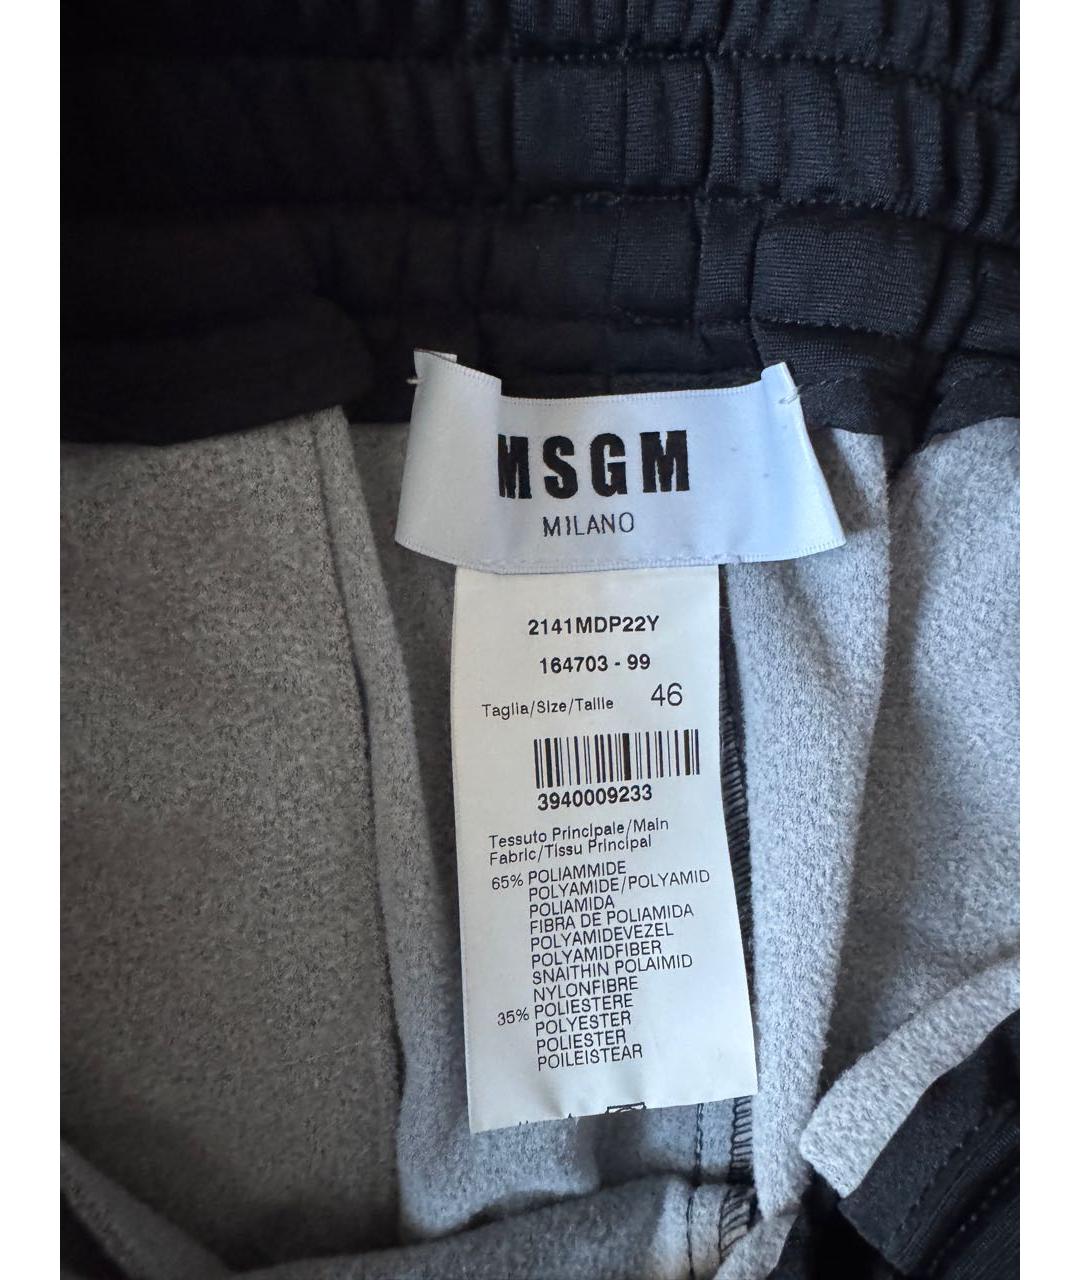 MSGM
MILANO
2141MDP22Y
164703 - 99
Taglia/Size/Taille 46
3940009233
Tessuto Principale/Main
Fabric/Tissu Principal
65% POLIAMMIDE
POLYAMIDE/POLYAMID
POLIAMIDA
FIBRA DE POLIAMIDA
POLYAMIDEVEZEL
POLYAMIDFIBER
SNAITHIN POLAIMID
NYLONFIBRE
35% POLIESTERE
POLYESTER
POLIESTER
POILEISTEAR